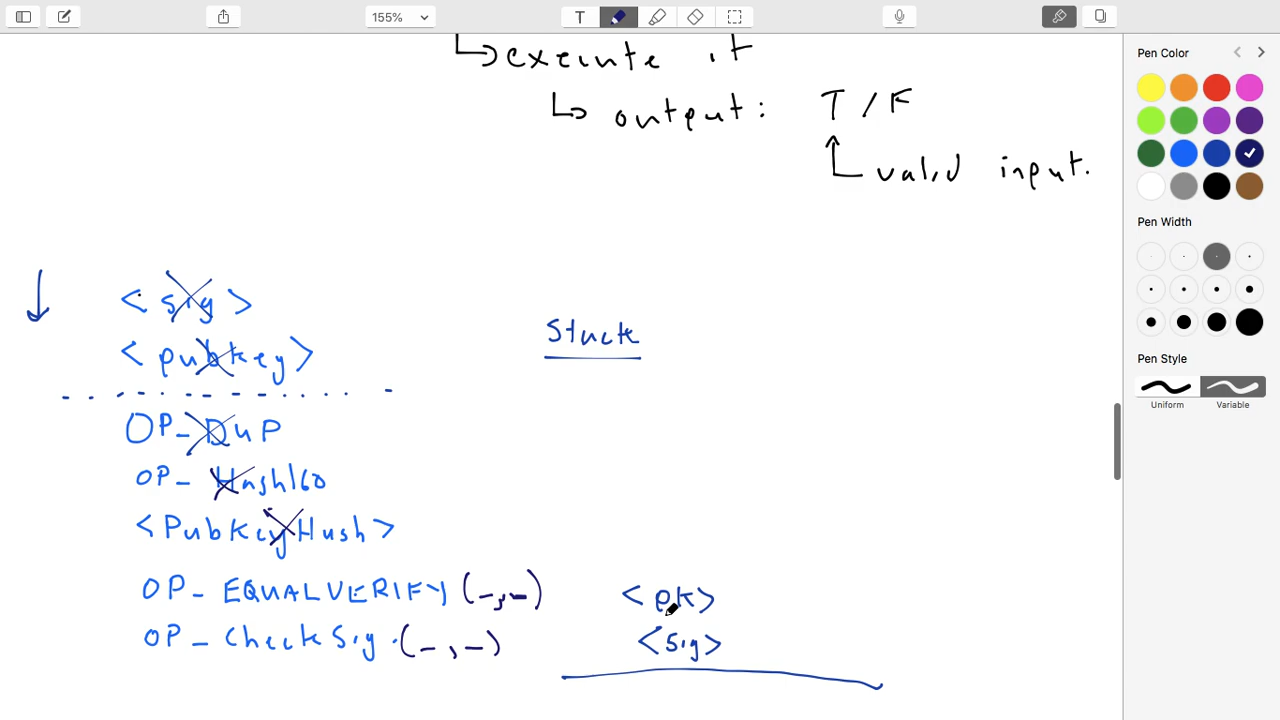 155%
T
Pen Color
↳ execute it
↳ output: T / F
valid input.
Pen Width
<sig>
<pubkey>
Stack
Pen Style
Uniform Variable
OP_DUP
OP_Hash160
<PubKeyHash>
OP_EQUALVERIFY (_,_)
<pk>
OP_CheckSig (_,_)
<sig>